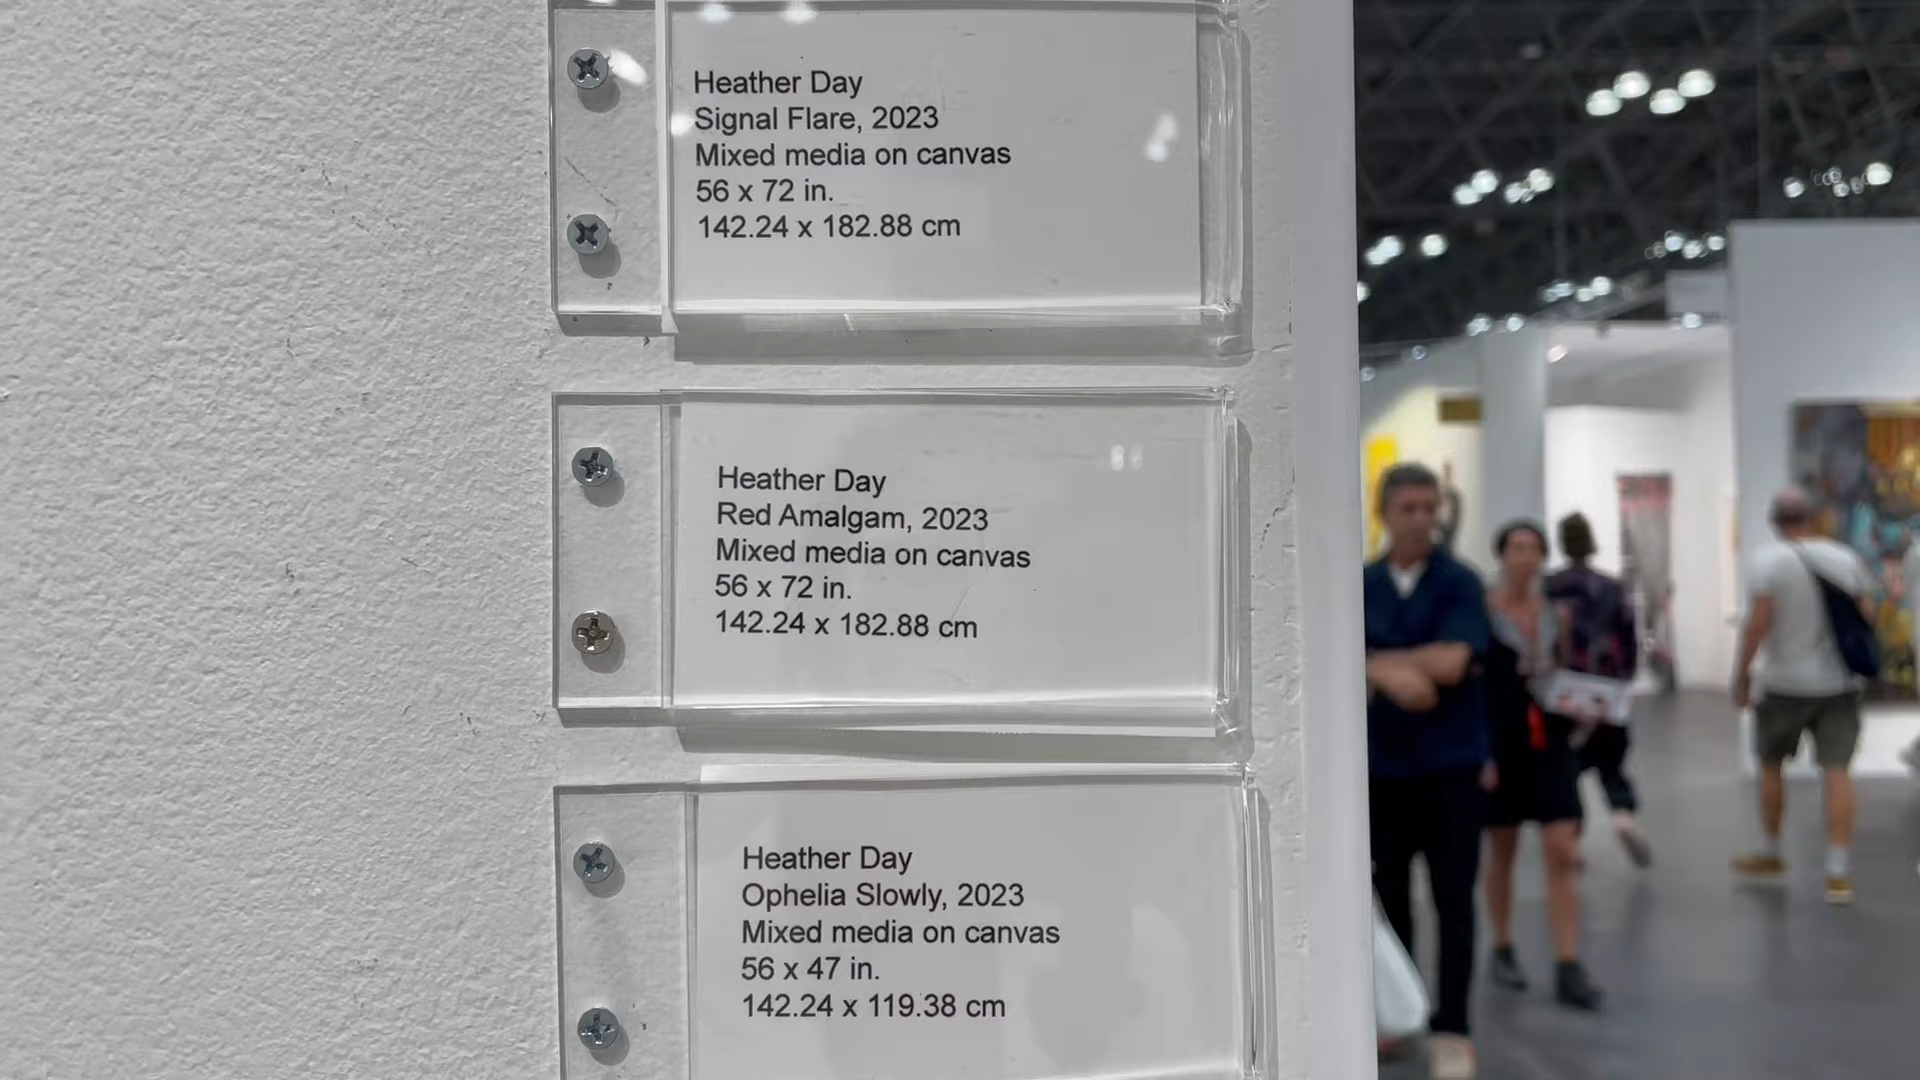 Heather Day
Signal Flare, 2023
Mixed media on canvas
56 x 72 in.
142.24 x 182.88 cm
Heather Day
Red Amalgam, 2023
Mixed media on canvas
56 x 72 in.
142.24 x 182.88 cm
Heather Day
Ophelia Slowly, 2023
Mixed media on canvas
56 x 47 in.
142.24 x 119.38 cm